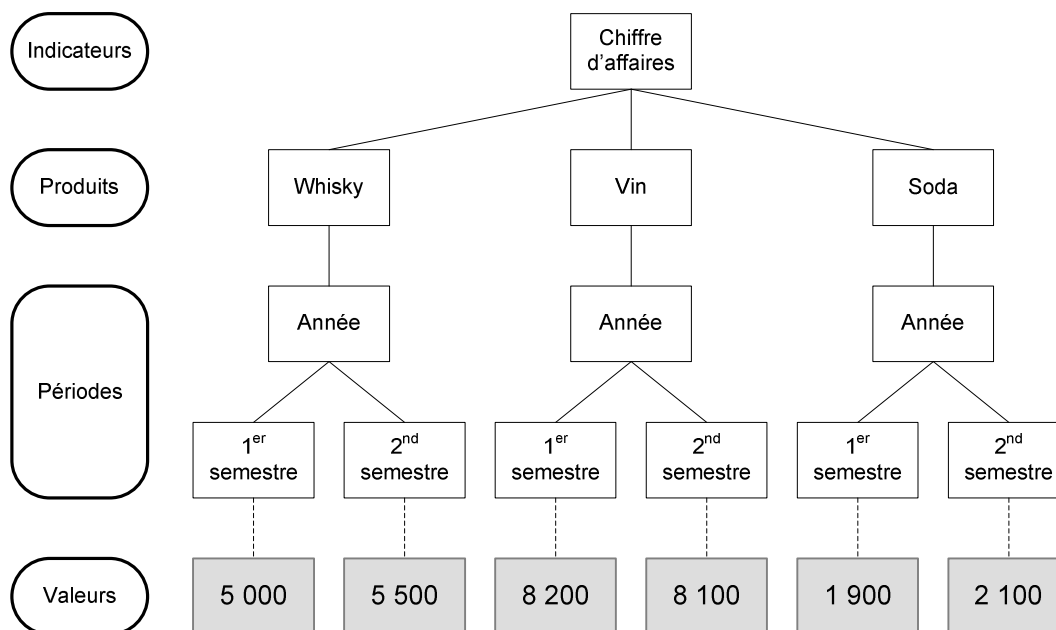 Indicateurs
Chiffre
d'affaires
Produits
Whisky
Vin
Soda
Périodes
Année
Année
Année
1er
semestre
2nd
semestre
1er
semestre
2nd
semestre
1er
semestre
2nd
semestre
Valeurs
5 000
5 500
8 200
8 100
1 900
2 100